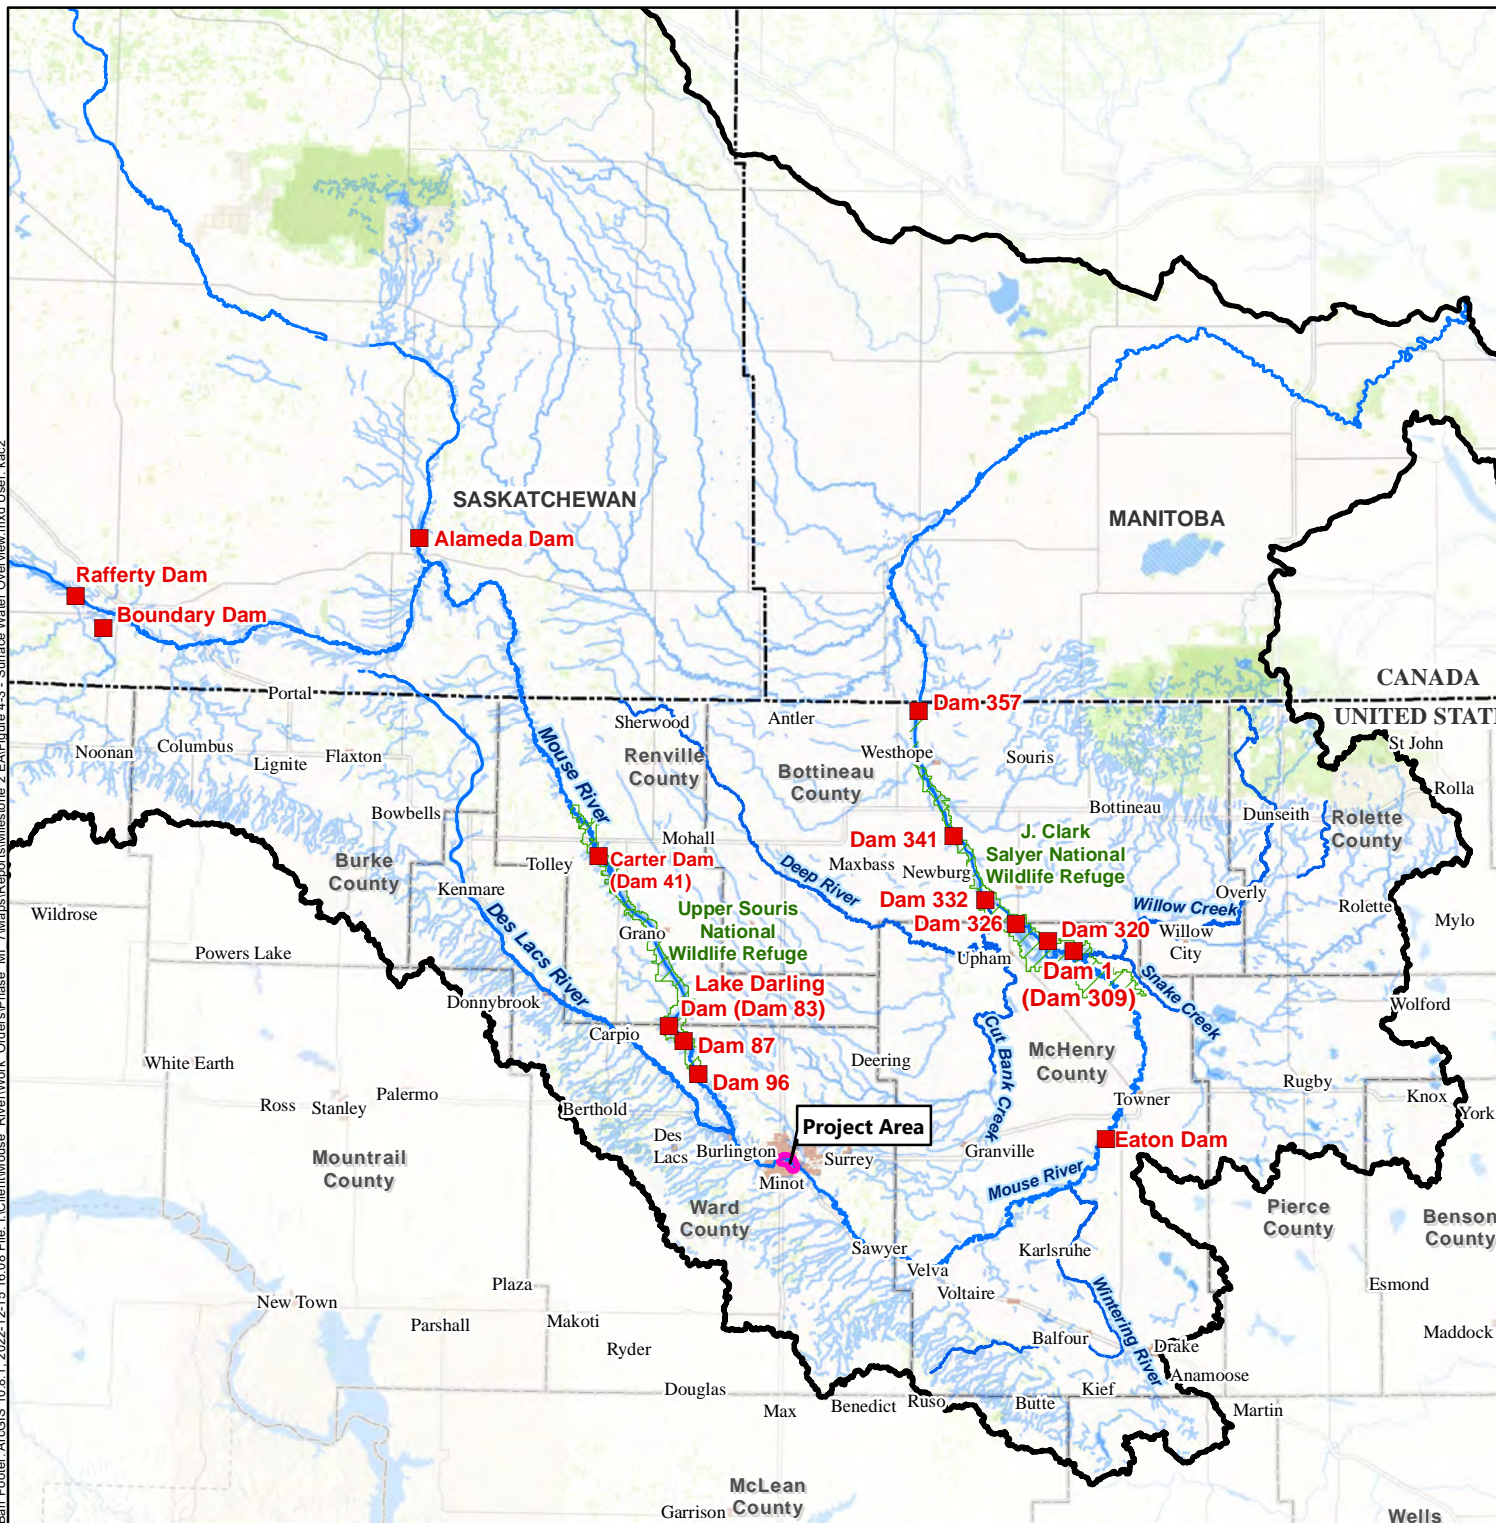 SASKATCHEWAN
MANITOBA
Alameda Dam
Rafferty Dam
Boundary Dam
CANADA
UNITED STAT
Portal
Sherwood
Antler
Dam 357
St John
Noonan
Columbus
Lignite
Flaxton
Mouse River
Renville
County
Bottineau
County
Westhope
Souris
Rolla
Bowbells
Bottineau
Dunseith
Rolette
County
Mohall
Dam 341
J. Clark
Salyer National
Wildlife Refuge
Burke
County
Tolley
Carter Dam
(Dam 41)
Deep River
Maxbass
Newburg
Kenmare
Dam 332
Overly
Wildrose
Des Lacs River
Upper Souris
National
Wildlife Refuge
Dam 326
Willow Creek
Rolette
Mylo
Grano
Dam 320
Willow
City
Powers Lake
Upham
Dam 1
(Dam 309)
Snake Creek
Lake Darling
Dam (Dam 83)
Donnybrook
Wolford
Carpio
Dam 87
Cut Bank Creek
McHenry
County
White Earth
Deering
Dam 96
Rugby
Ross
Stanley
Palermo
Berthold
Towner
Knox
York
Project Area
Des
Lacs
Burlington
Surrey
Granville
Eaton Dam
Mountrail
County
Minot
Mouse River
Ward
County
Pierce
County
Benson
County
Sawyer
Karlsruhe
Velva
Plaza
Voltaire
Wintering River
Esmond
New Town
Parshall
Makoti
Ryder
Balfour
Drake
Maddock
Anamoose
Douglas
Max
Benedict
Ruso
Butte
Kief
Martin
McLean
County
Garrison
Wells